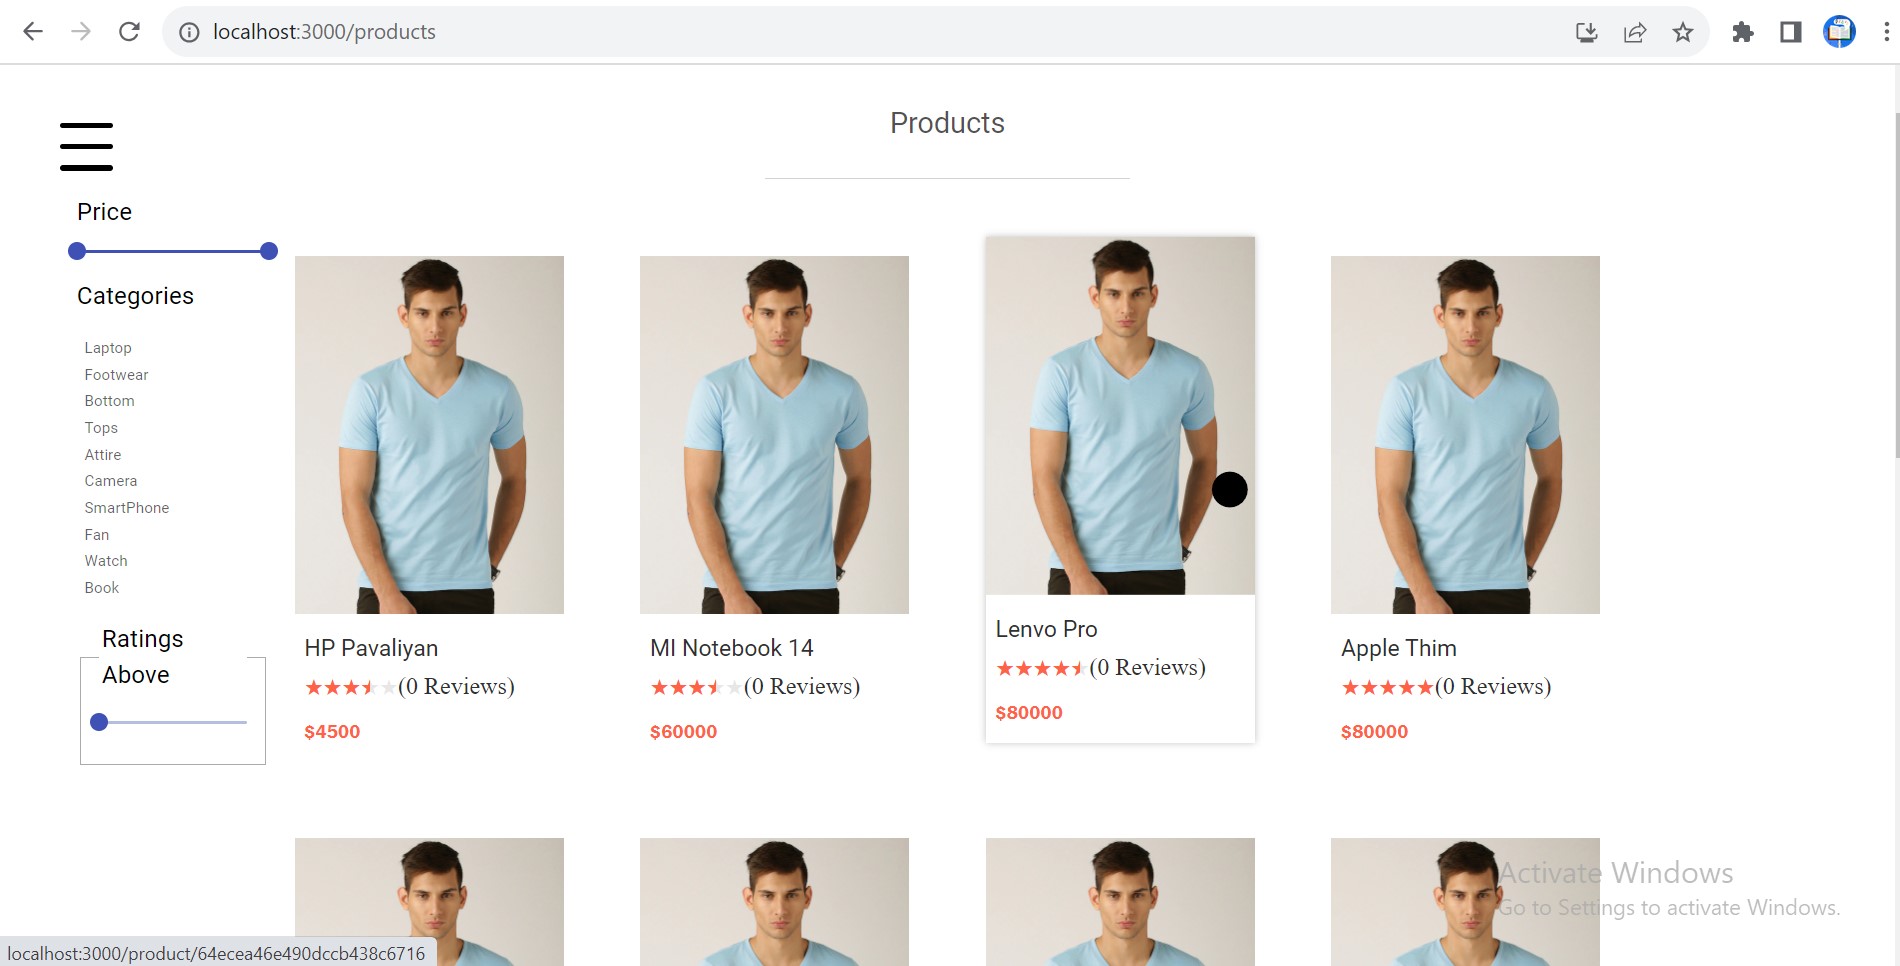 localhost:3000/products
Products
Price
Categories
Laptop
Footwear
Bottom
Tops
Attire
Camera
SmartPhone
Fan
Watch
Book
Ratings
Above
HP Pavaliyan
(0 Reviews)
$4500
MI Notebook 14
(0 Reviews)
$60000
Lenvo Pro
(0 Reviews)
$80000
Apple Thim
(0 Reviews)
$80000
Activate Windows
Go to Settings to activate Windows.
localhost:3000/product/64ecea46e490dccb438c6716